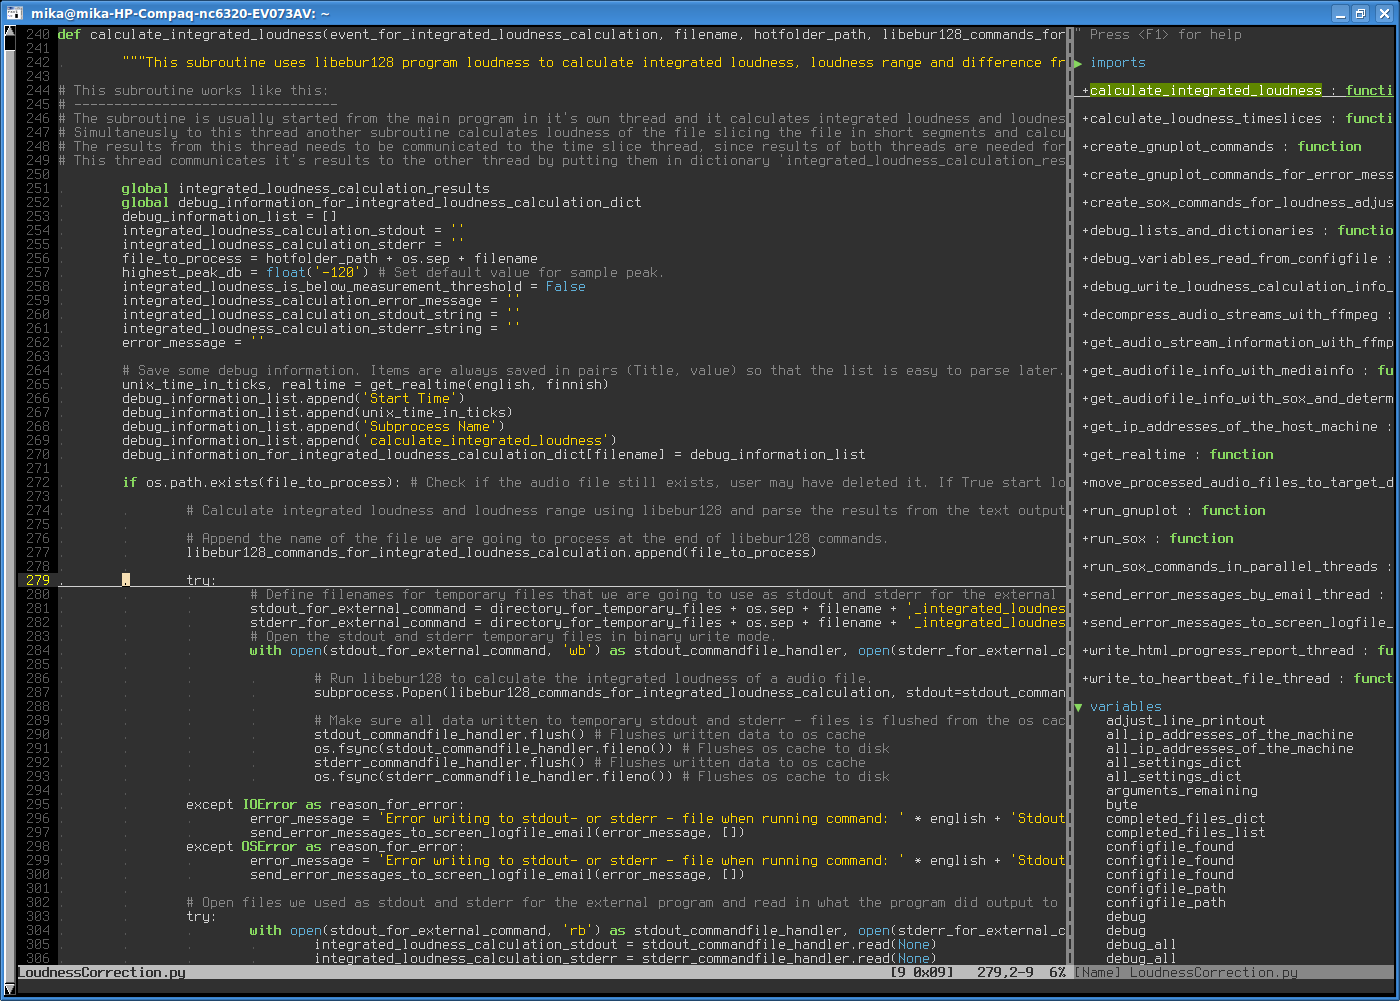 mika@mika-HP-Compaq-nc6320-EV073AV: ~
240 def calculate_integrated_loudness(event_for_integrated_loudness_calculation, filename, hotfolder_path, libebur128_commands_for
241
242 """This subroutine uses libebur128 program loudness to calculate integrated loudness, loudness range and difference fr
243
244 # This subroutine works like this:
245 # ---------------------------------
246 # The subroutine is usually started from the main program in it's own thread and it calculates integrated loudness and loudnes
247 # Simultaneusly to this thread another subroutine calculates loudness of the file slicing the file in short segments and calcu
248 # The results from this thread needs to be communicated to the time slice thread, since results of both threads are needed for
249 # This thread communicates it's results to the other thread by putting them in dictionary 'integrated_loudness_calculation_res
250
251 global integrated_loudness_calculation_results
252 global debug_information_for_integrated_loudness_calculation_dict
253 debug_information_list = []
254 integrated_loudness_calculation_stdout = ''
255 integrated_loudness_calculation_stderr = ''
256 file_to_process = hotfolder_path + os.sep + filename
257 highest_peak_db = float('-120') # Set default value for sample peak.
258 integrated_loudness_is_below_measurement_threshold = False
259 integrated_loudness_calculation_error_message = ''
260 integrated_loudness_calculation_stdout_string = ''
261 integrated_loudness_calculation_stderr_string = ''
262 error_message = ''
263
264 # Save some debug information. Items are always saved in pairs (Title, value) so that the list is easy to parse later.
265 unix_time_in_ticks, realtime = get_realtime(english, finnish)
266 debug_information_list.append('Start Time')
267 debug_information_list.append(unix_time_in_ticks)
268 debug_information_list.append('Subprocess Name')
269 debug_information_list.append('calculate_integrated_loudness')
270 debug_information_for_integrated_loudness_calculation_dict[filename] = debug_information_list
271
272 if os.path.exists(file_to_process): # Check if the audio file still exists, user may have deleted it. If True start lo
273
274 # Calculate integrated loudness and loudness range using libebur128 and parse the results from the text output
275
276 # Append the name of the file we are going to process at the end of libebur128 commands.
277 libebur128_commands_for_integrated_loudness_calculation.append(file_to_process)
278
279 try:
280 # Define filenames for temporary files that we are going to use as stdout and stderr for the external
281 stdout_for_external_command = directory_for_temporary_files + os.sep + filename + '_integrated_loudnes
282 stderr_for_external_command = directory_for_temporary_files + os.sep + filename + '_integrated_loudnes
283 # Open the stdout and stderr temporary files in binary write mode.
284 with open(stdout_for_external_command, 'wb') as stdout_commandfile_handler, open(stderr_for_external_c
285
286 # Run libebur128 to calculate the integrated loudness of a audio file.
287 subprocess.Popen(libebur128_commands_for_integrated_loudness_calculation, stdout=stdout_comman
288
289 # Make sure all data written to temporary stdout and stderr - files is flushed from the os cac
290 stdout_commandfile_handler.flush() # Flushes written data to os cache
291 os.fsync(stdout_commandfile_handler.fileno()) # Flushes os cache to disk
292 stderr_commandfile_handler.flush() # Flushes written data to os cache
293 os.fsync(stderr_commandfile_handler.fileno()) # Flushes os cache to disk
294
295 except IOError as reason_for_error:
296 error_message = 'Error writing to stdout- or stderr - file when running command: ' * english + 'Stdout
297 send_error_messages_to_screen_logfile_email(error_message, [])
298 except OSError as reason_for_error:
299 error_message = 'Error writing to stdout- or stderr - file when running command: ' * english + 'Stdout
300 send_error_messages_to_screen_logfile_email(error_message, [])
301
302 # Open files we used as stdout and stderr for the external program and read in what the program did output to
303 try:
304 with open(stdout_for_external_command, 'rb') as stdout_commandfile_handler, open(stderr_for_external_c
305 integrated_loudness_calculation_stdout = stdout_commandfile_handler.read(None)
306 integrated_loudness_calculation_stderr = stderr_commandfile_handler.read(None)
LoudnessCorrection.py [9 0x09] 279,2-9 6%
" Press <F1> for help
▶ imports
+calculate_integrated_loudness : functi
+calculate_loudness_timeslices : functi
+create_gnuplot_commands : function
+create_gnuplot_commands_for_error_mess
+create_sox_commands_for_loudness_adjus
+debug_lists_and_dictionaries : functio
+debug_variables_read_from_configfile :
+debug_write_loudness_calculation_info_
+decompress_audio_streams_with_ffmpeg :
+get_audio_stream_information_with_ffmp
+get_audiofile_info_with_mediainfo : fu
+get_audiofile_info_with_sox_and_determ
+get_ip_addresses_of_the_host_machine :
+get_realtime : function
+move_processed_audio_files_to_target_d
+run_gnuplot : function
+run_sox : function
+run_sox_commands_in_parallel_threads :
+send_error_messages_by_email_thread :
+send_error_messages_to_screen_logfile_
+write_html_progress_report_thread : fu
+write_to_heartbeat_file_thread : funct
▼ variables
adjust_line_printout
all_ip_addresses_of_the_machine
all_ip_addresses_of_the_machine
all_settings_dict
all_settings_dict
arguments_remaining
byte
completed_files_dict
completed_files_list
configfile_found
configfile_found
configfile_found
configfile_path
configfile_path
debug
debug
debug_all
debug_all
[Name] LoudnessCorrection.py